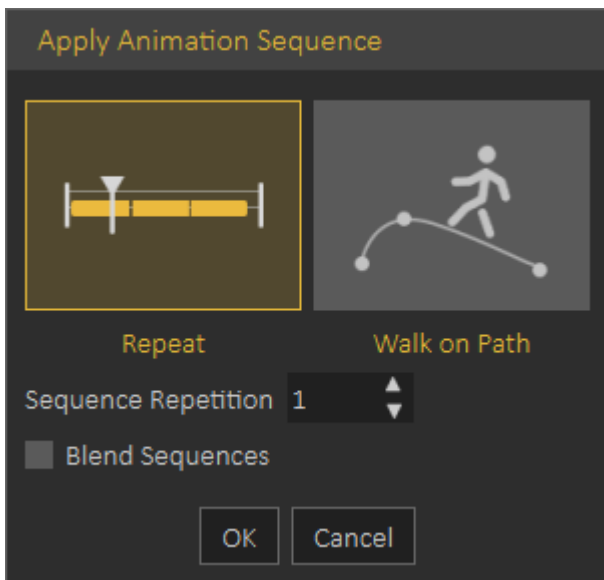 Apply Animation Sequence
Repeat
Walk on Path
Sequence Repetition 1
Blend Sequences
OK
Cancel